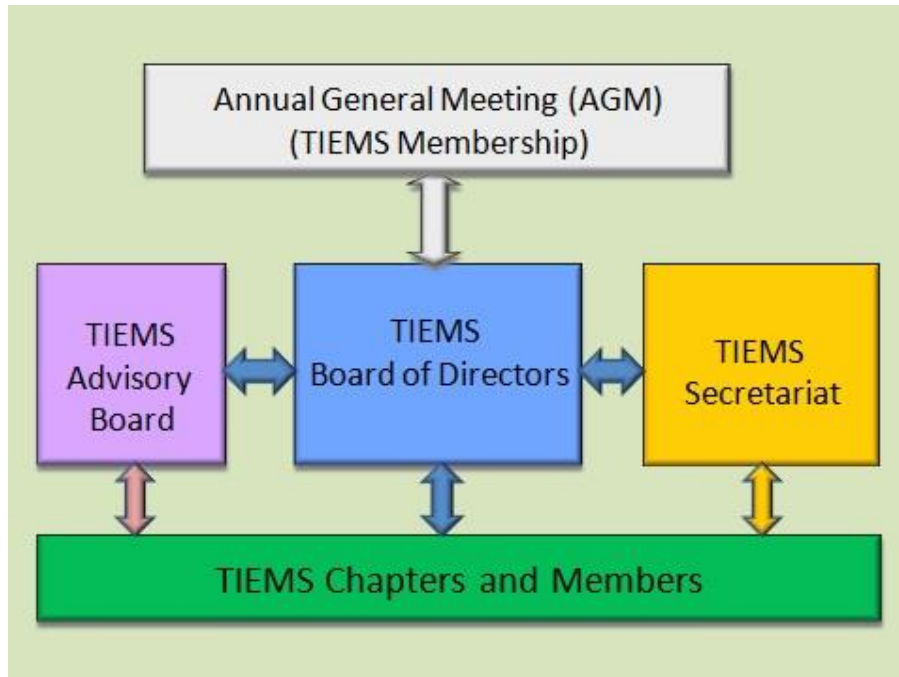 Annual General Meeting (AGM)
(TIEMS Membership)
TIEMS
Advisory
Board
TIEMS
Board of Directors
TIEMS
Secretariat
TIEMS Chapters and Members